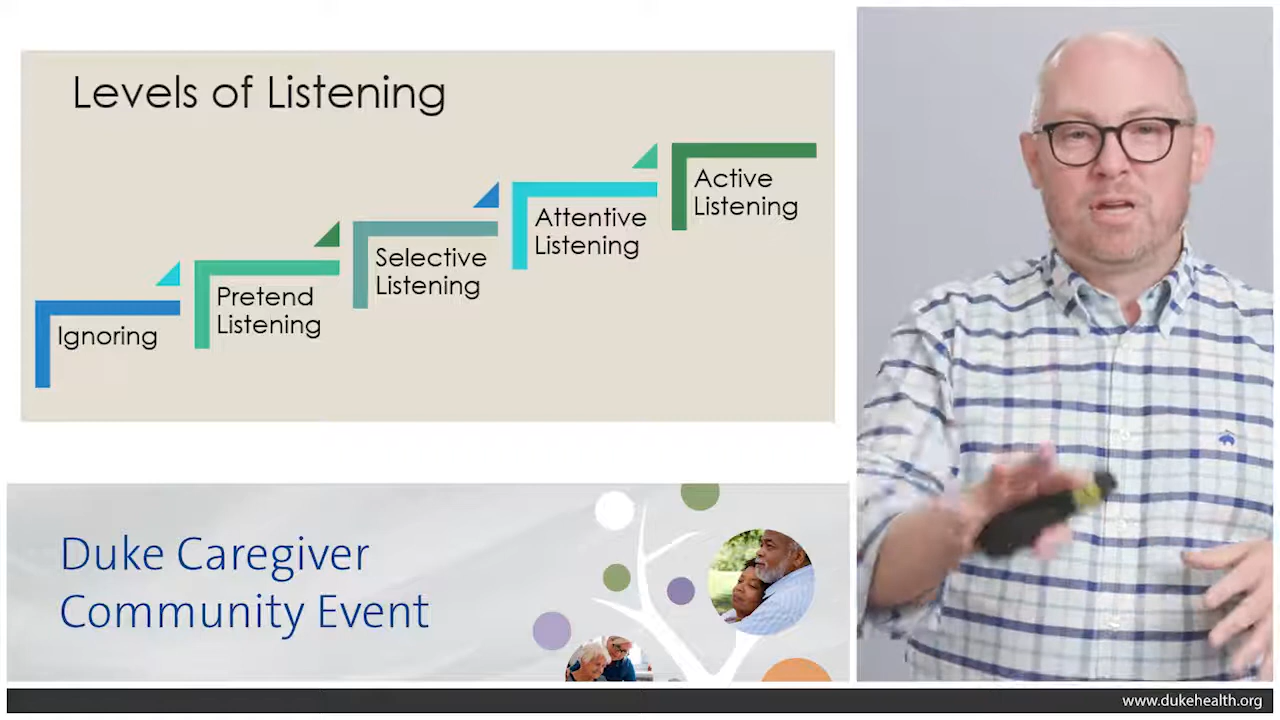 Levels of Listening
Ignoring
Pretend
Listening
Selective
Listening
Attentive
Listening
Active
Listening
Duke Caregiver
Community Event
www.dukehealth.org